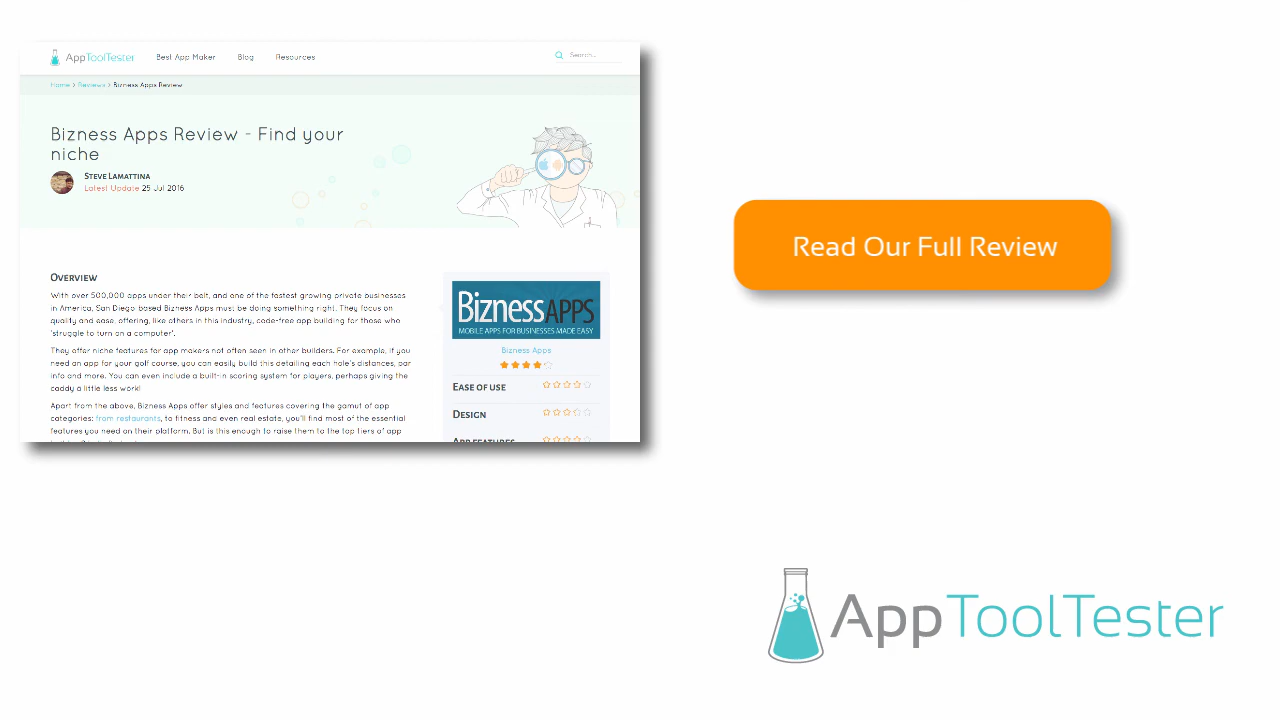 AppToolTester
Best App Maker
Blog
Resources
Search...
Home > Reviews > Bizness Apps Review
Bizness Apps Review - Find your
niche
Steve Lamattina
Latest Update 25 Jul 2016
Overview
With over 500,000 apps under their belt, and one of the fastest growing private businesses
in America, San Diego based Bizness Apps must be doing something right. They focus on
quality and ease, offering, like others in this industry, code-free app building for those who
'struggle to turn on a computer'.
They offer niche features for app makers not often seen in other builders. For example, if you
need an app for your golf course, you can easily build this detailing each hole's distances, par
info and more. You can even include a built-in scoring system for players, perhaps giving the
caddy a little less work!
Apart from the above, Bizness Apps offer styles and features covering the gamut of app
categories: from restaurants, to fitness and even real estate, you'll find most of the essential
features you need on their platform. But is this enough to raise them to the top tiers of app
Bizness APPS
MOBILE APPS FOR BUSINESSES MADE EASY
Bizness Apps
Ease of use
Design
App features
Read Our Full Review
AppToolTester